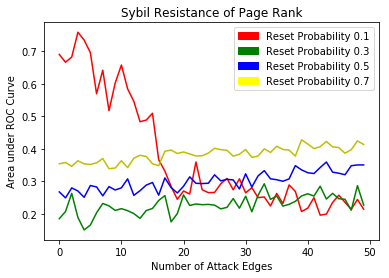 Sybil Resistance of Page Rank
Reset Probability 0.1
Reset Probability 0.3
Reset Probability 0.5
Reset Probability 0.7
Area under ROC Curve
0.7
0.6
0.5
0.4
0.3
0.2
0 10 20 30 40 50
Number of Attack Edges